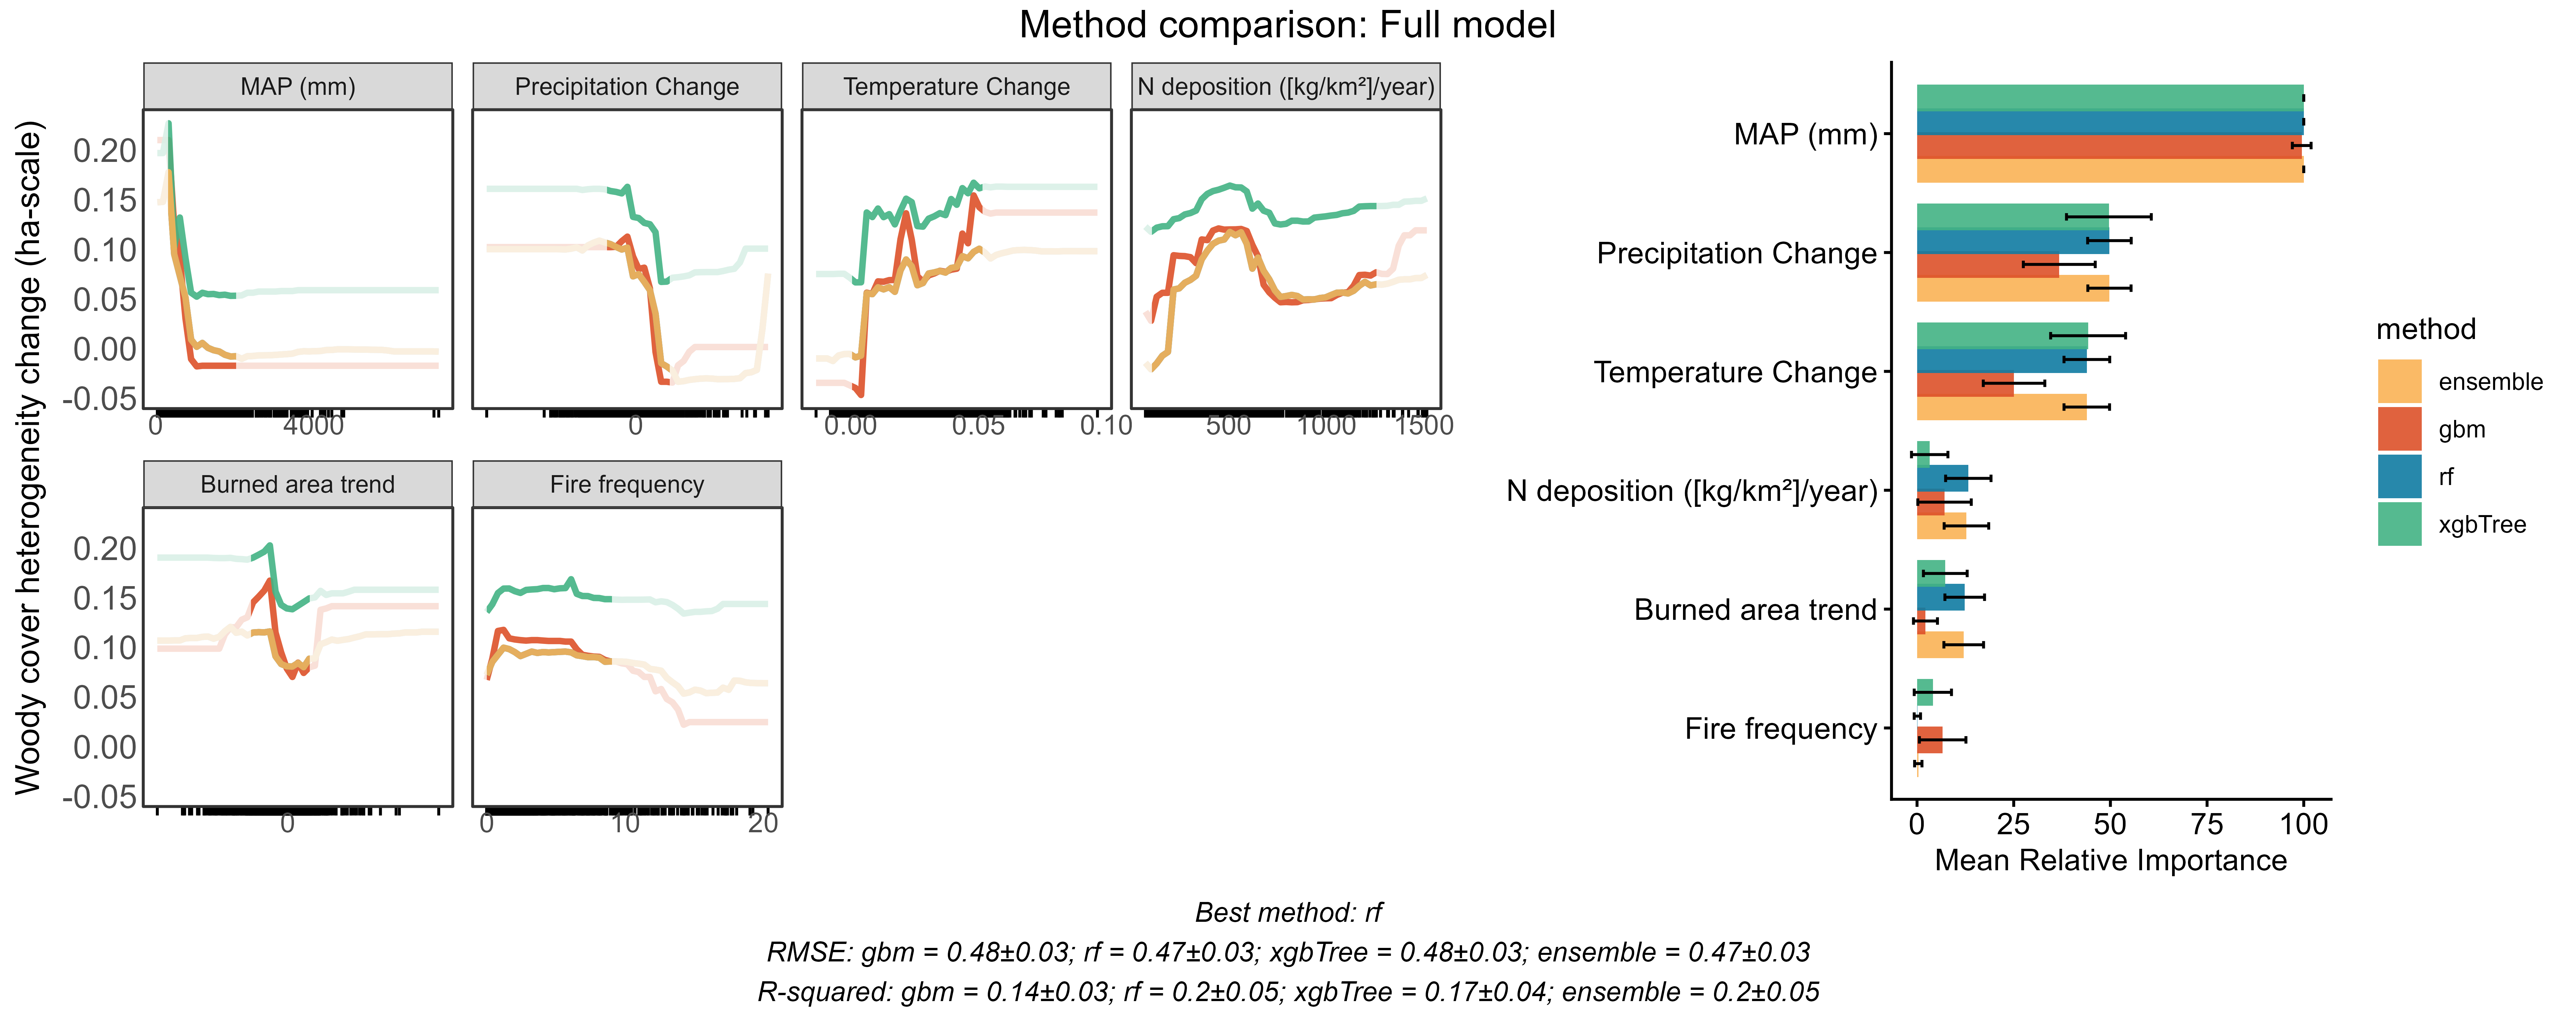 Method comparison: Full model
Woody cover heterogeneity change (ha-scale)
MAP (mm)
Precipitation Change
Temperature Change
N deposition ([kg/km²]/year)
0.20
0.15
0.10
0.05
0.00
-0.05
0 4000
0
0.00 0.05 0.10
500 1000 1500
Burned area trend
Fire frequency
0.20
0.15
0.10
0.05
0.00
-0.05
0
0 10 20
MAP (mm)
Precipitation Change
Temperature Change
N deposition ([kg/km²]/year)
Burned area trend
Fire frequency
0 25 50 75 100
Mean Relative Importance
method
ensemble
gbm
rf
xgbTree
Best method: rf
RMSE: gbm = 0.48±0.03; rf = 0.47±0.03; xgbTree = 0.48±0.03; ensemble = 0.47±0.03
R-squared: gbm = 0.14±0.03; rf = 0.2±0.05; xgbTree = 0.17±0.04; ensemble = 0.2±0.05